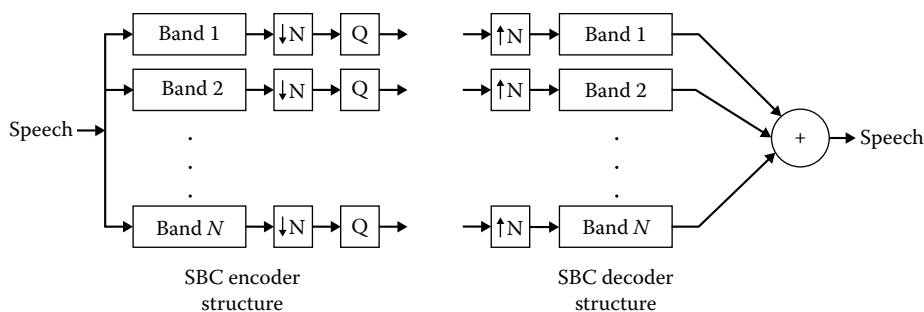 Band 1 ↓N Q ↑N Band 1
Band 2 ↓N Q ↑N Band 2
Speech + Speech
Band N ↓N Q ↑N Band N
SBC encoder structure
SBC decoder structure